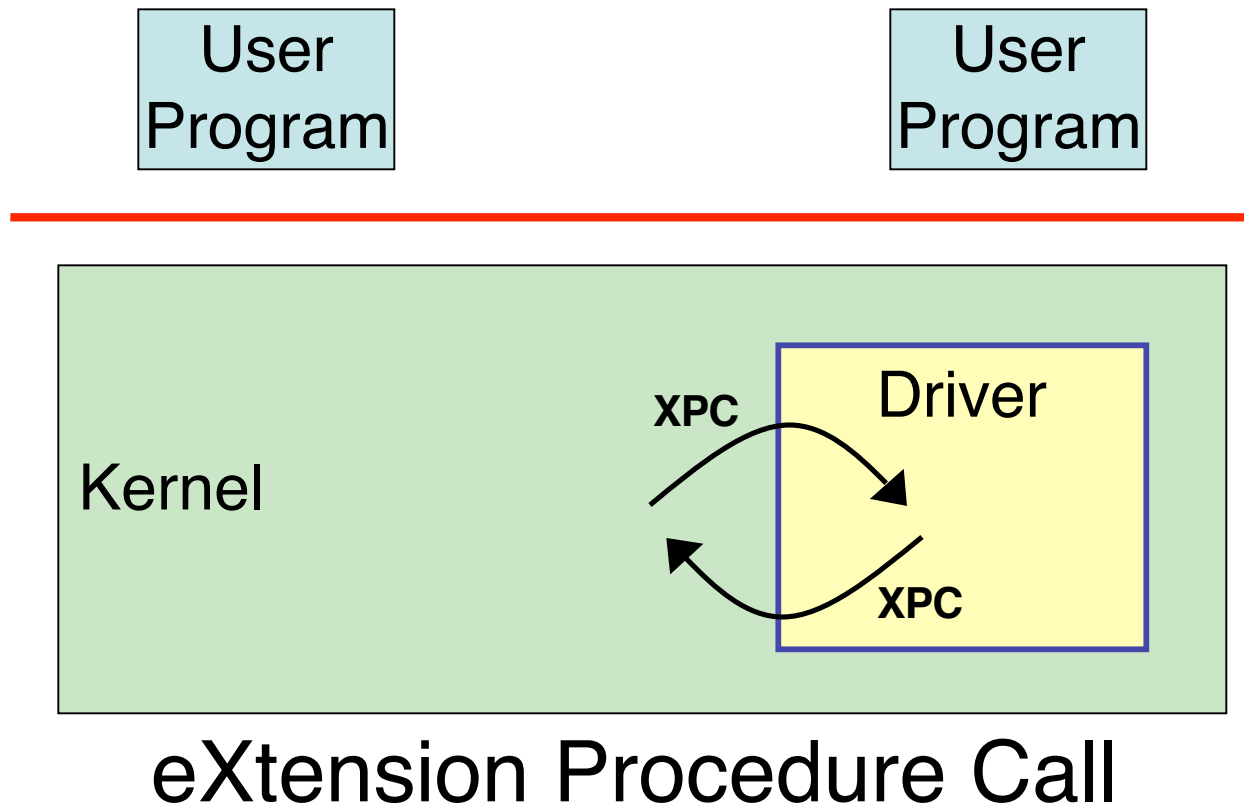 User
Program
User
Program
XPC
Driver
Kernel
XPC
eXtension Procedure Call